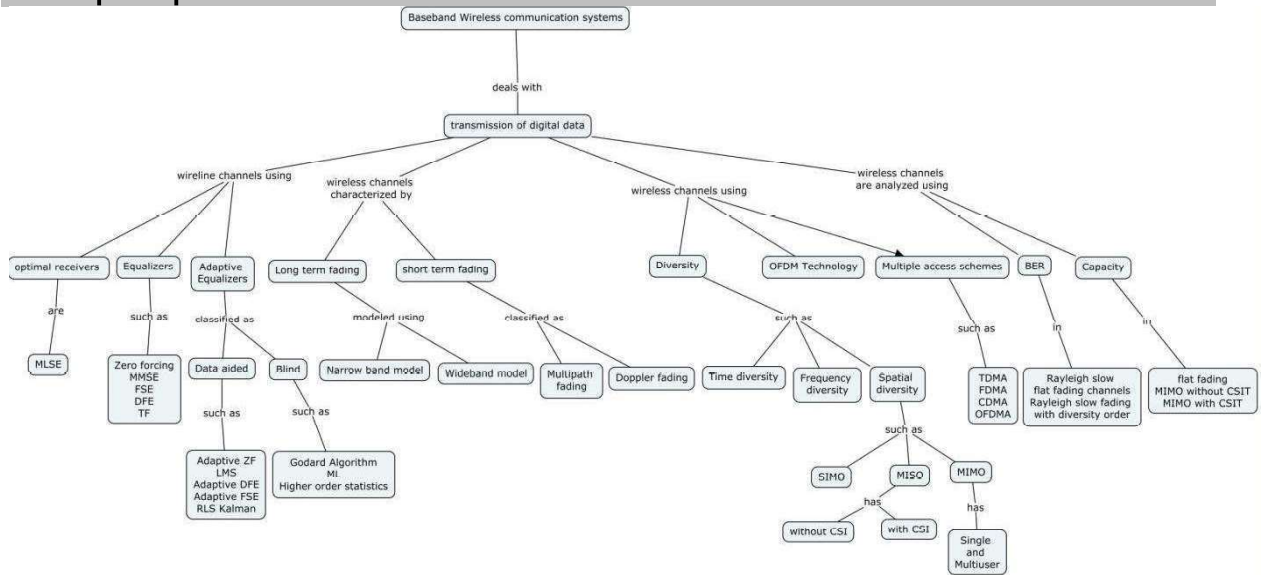 Baseband Wireless communication systems
deals with
transmission of digital data
wireline channels using
wireless channels
characterized by
wireless channels using
wireless channels
are analyzed using
optimal receivers
Equalizers
Adaptive
Equalizers
Long term fading
short term fading
Diversity
OFDM Technology
Multiple access schemes
BER
Capacity
are
such as
classified as
modeled using
classified as
such as
such as
in
MLSE
Zero forcing
MMSE
FSE
DFE
TF
Data aided
Blind
Narrow band model
Wideband model
Multipath
fading
Doppler fading
Time diversity
Frequency
diversity
Spatial
diversity
TDMA
FDMA
CDMA
OFDMA
Rayleigh slow
flat fading channels
Rayleigh slow fading
with diversity order
flat fading
MIMO without CSIT
MIMO with CSIT
such as
such as
such as
Adaptive ZF
LMS
Adaptive DFE
Adaptive FSE
RLS Kalman
Godard Algorithm
Higher order statistics
SIMO
MISO
MIMO
has
has
without CSI
with CSI
Single
and
Multiuser